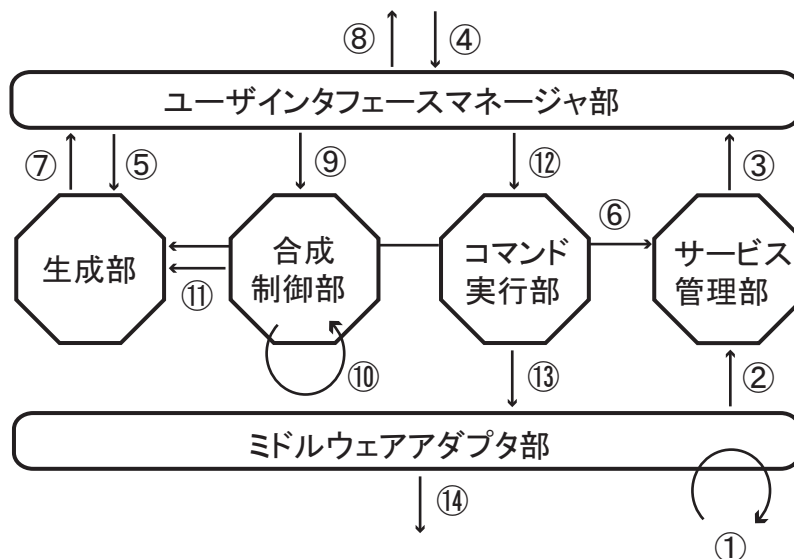 ⑧ ④
ユーザインタフェースマネージャ部
⑦ ⑤ ⑨ ⑫ ③
⑥
生成部
合成
制御部
コマンド
実行部
サービス
管理部
⑪
⑩ ⑬ ②
ミドルウェアアダプタ部
⑭
①